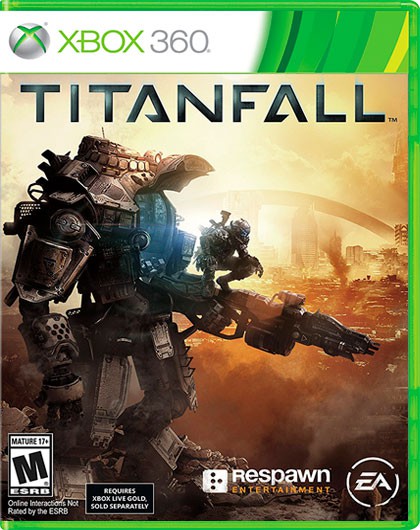 XBOX 360
TITANFALL
TM
MATURE 17+
M
ESRB
Online Interactions Not
Rated by the ESRB
REQUIRES
XBOX LIVE GOLD,
SOLD SEPARATELY
Respawn
ENTERTAINMENT
EA